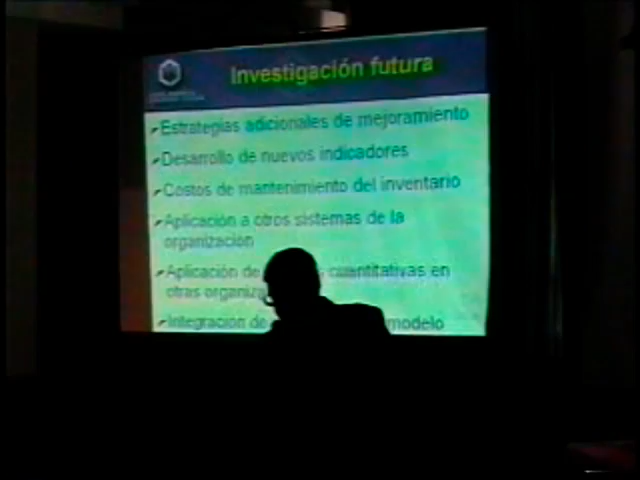 Investigación futura
Estrategias adicionales de mejoramiento
Desarrollo de nuevos indicadores
Costos de mantenimiento del inventario
Aplicación a otros sistemas de la
organización
Aplicación de s cuantitativas en
otras organiza
Integración de modelo